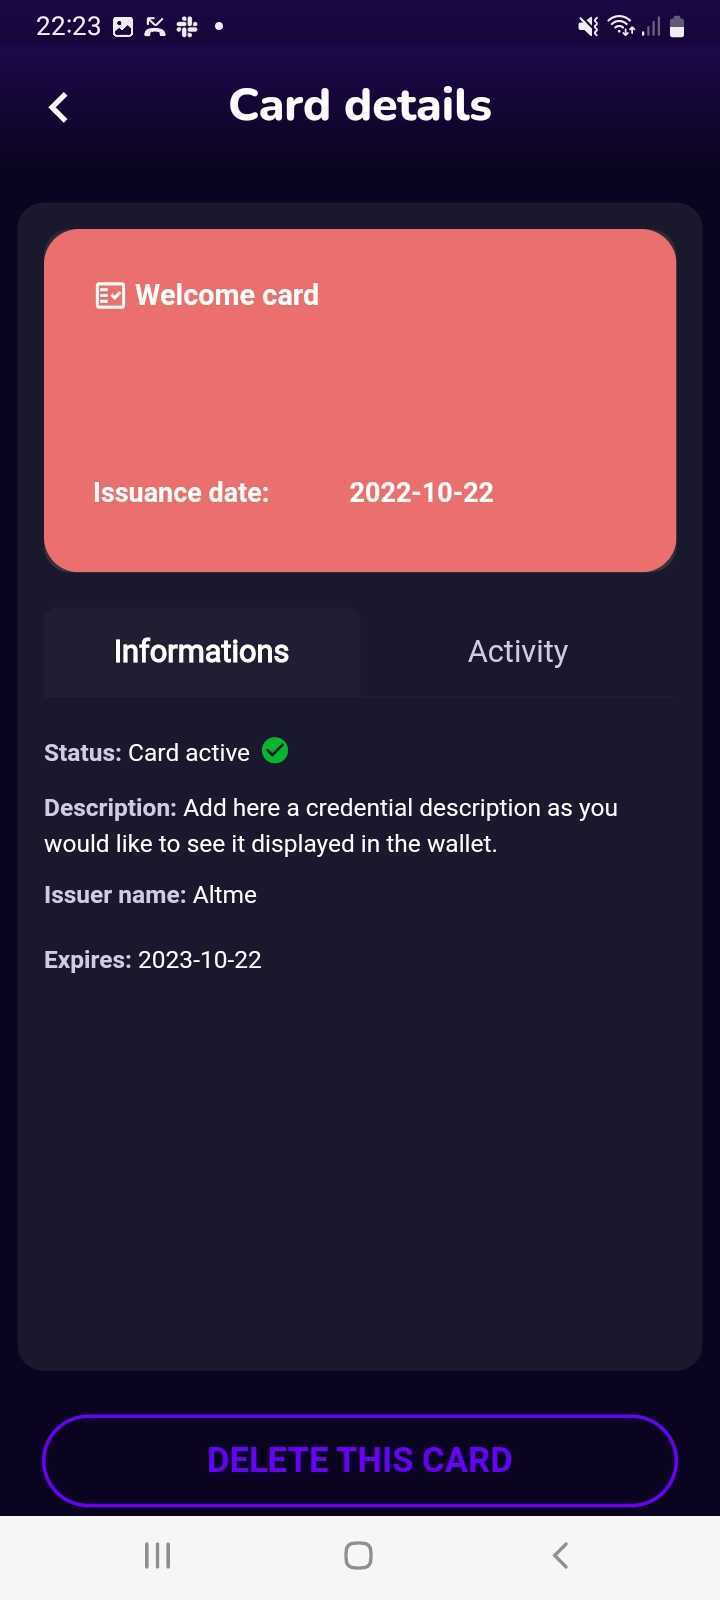 22:23
Card details
Welcome card
Issuance date: 2022-10-22
Informations Activity
Status: Card active
Description: Add here a credential description as you
would like to see it displayed in the wallet.
Issuer name: Altme
Expires: 2023-10-22
DELETE THIS CARD